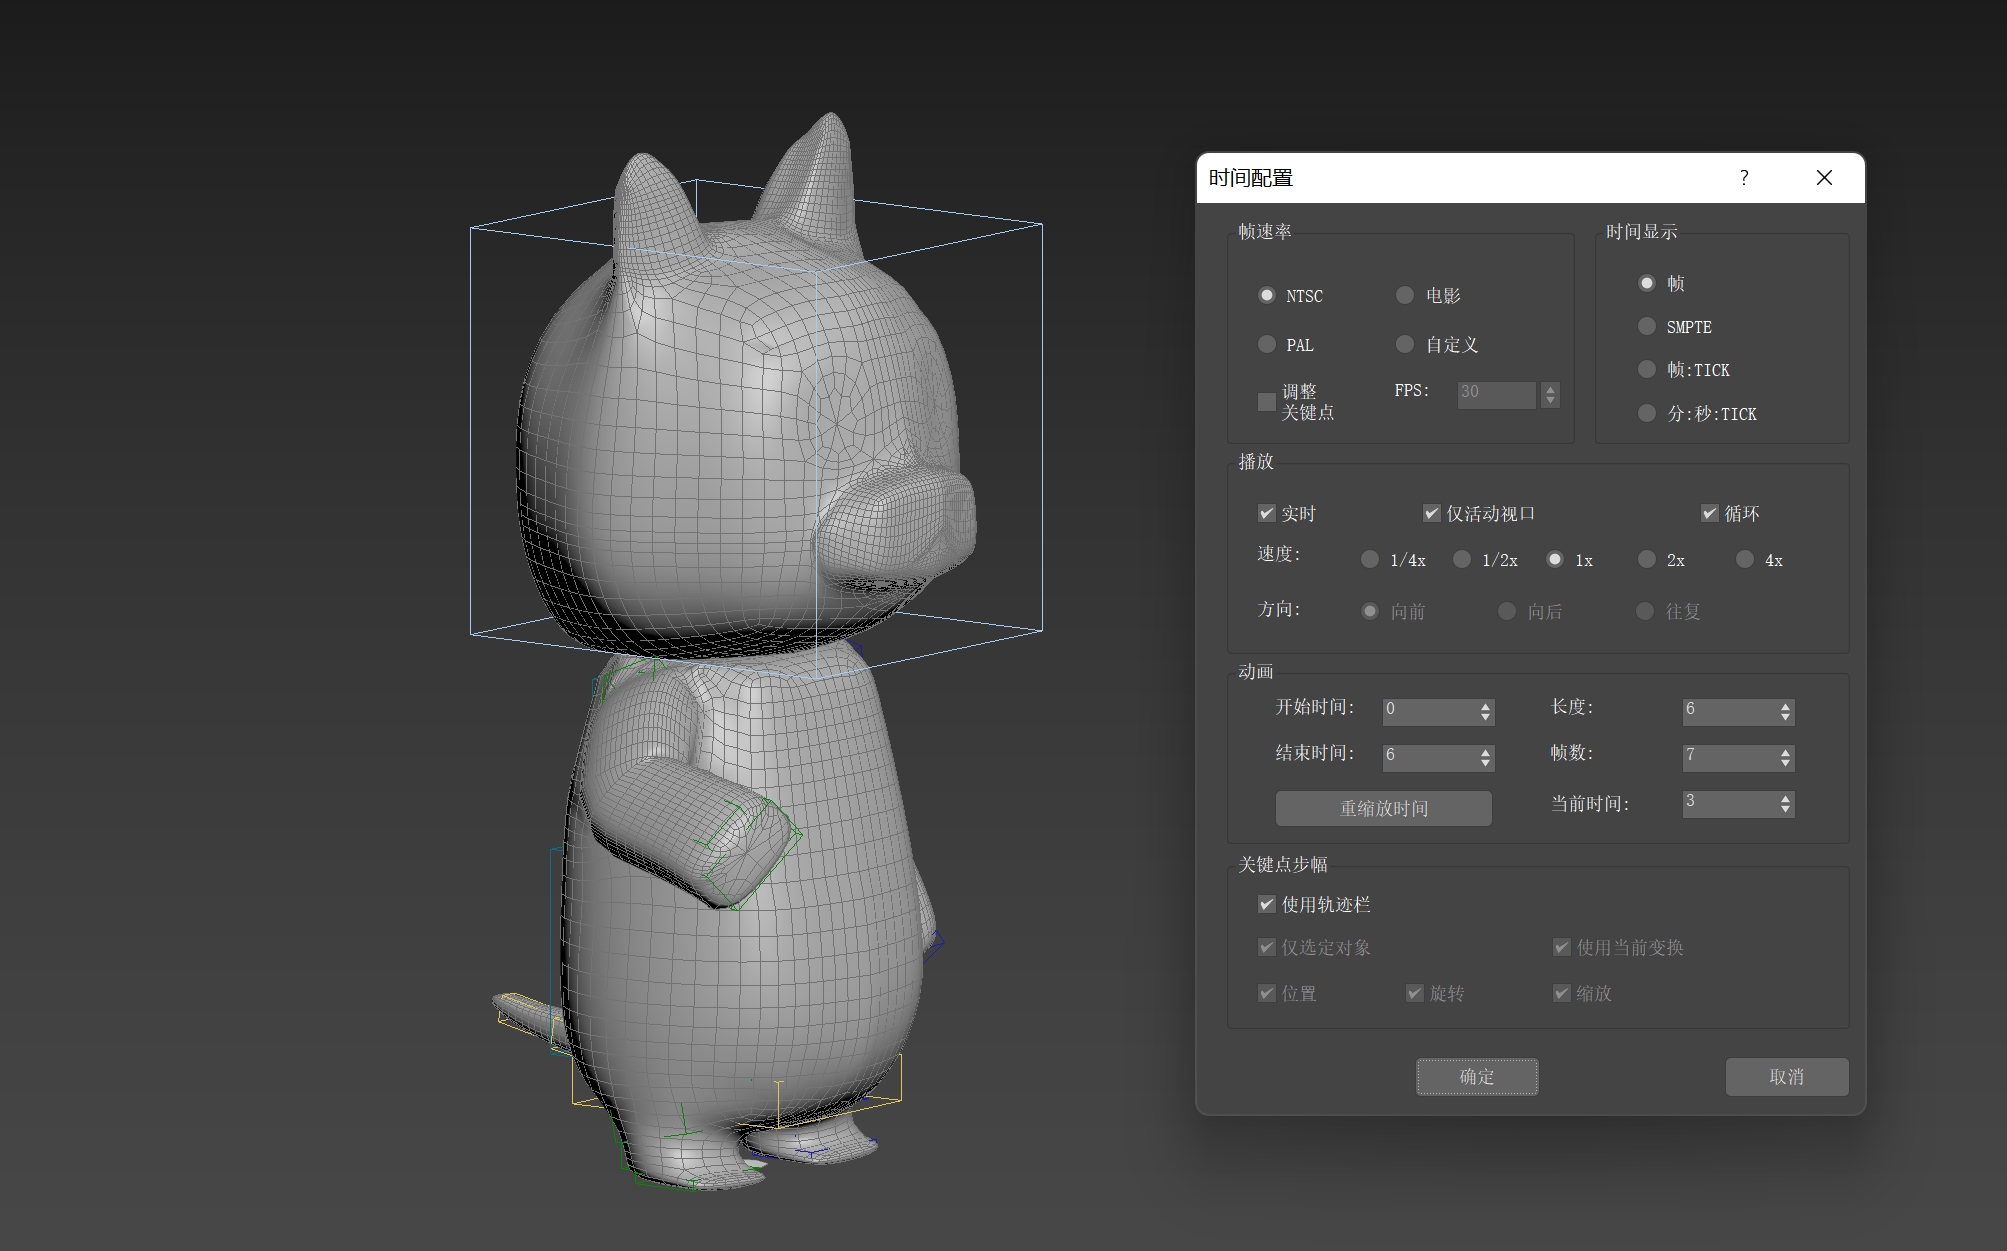 时间配置
?
帧速率
时间显示
NTSC
电影
帧
PAL
自定义
SMPTE
调整
关键点
FPS:
30
帧:TICK
分:秒:TICK
播放
实时
仅活动视口
循环
速度:
1/4x
1/2x
1x
2x
4x
方向:
向前
向后
往复
动画
开始时间:
0
长度:
6
结束时间:
6
帧数:
7
重缩放时间
当前时间:
3
关键点步幅
使用轨迹栏
仅选定对象
使用当前变换
位置
旋转
缩放
确定
取消